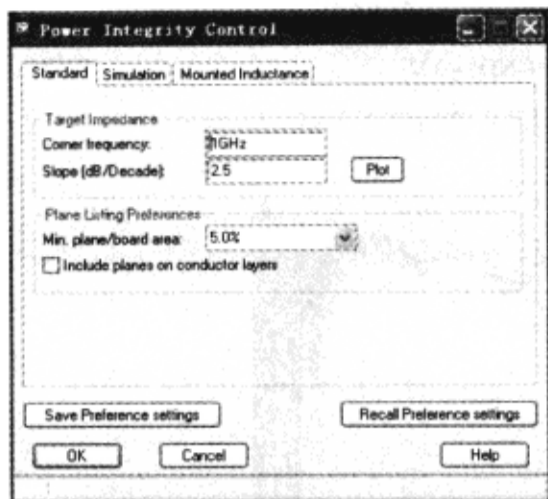 Power Integrity Control
Standard Simulation Mounted Inductance
Target Impedance
Corner frequency: 1GHz
Slope (dB/Decade): 2.5 Plot
Plane Listing Preferences
Min. plane/board area: 5.0%
Include planes on conductor layers
Save Preference settings Recall Preference settings
OK Cancel Help